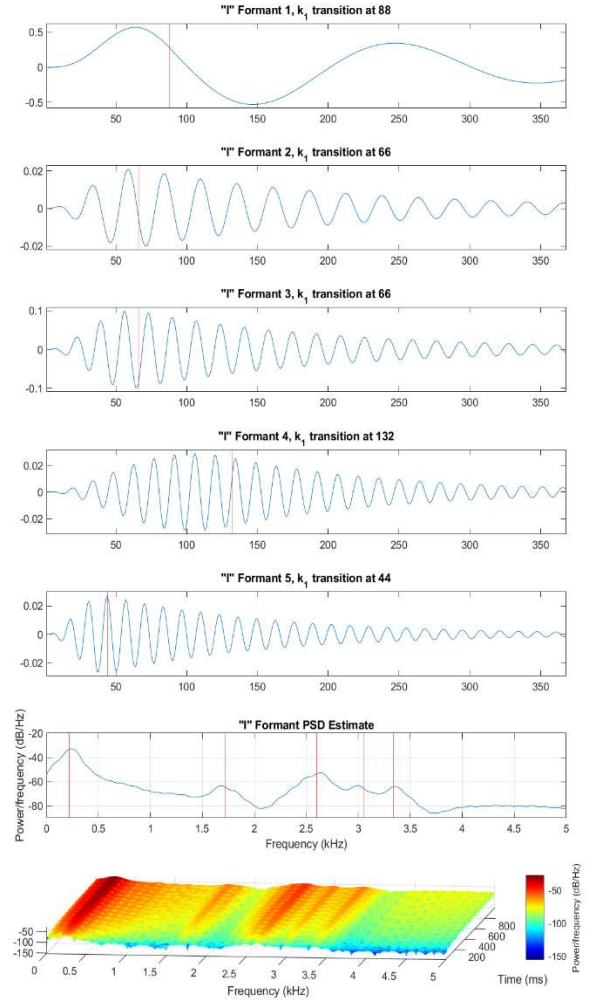 "I" Formant 1, k1 transition at 88
0.5
0
-0.5
50 100 150 200 250 300 350
"I" Formant 2, k1 transition at 66
0.02
0
-0.02
50 100 150 200 250 300 350
"I" Formant 3, k1 transition at 66
0.1
0
-0.1
50 100 150 200 250 300 350
"I" Formant 4, k1 transition at 132
0.02
0
-0.02
50 100 150 200 250 300 350
"I" Formant 5, k1 transition at 44
0.02
0
-0.02
50 100 150 200 250 300 350
"I" Formant PSD Estimate
Power/frequency (dB/Hz)
-20
-40
-60
-80
0 0.5 1 1.5 2 2.5 3 3.5 4 4.5 5
Frequency (kHz)
-50
-100
-150
0 0.5 1 1.5 2 2.5 3 3.5 4 4.5 5
Frequency (kHz)
800
600
400
200
Time (ms)
-50
-100
-150
Power/frequency (dB/Hz)